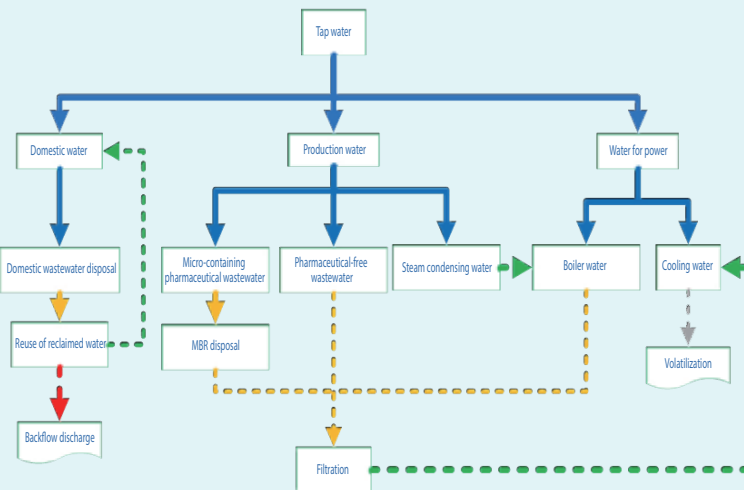 Tap water
Domestic water
Production water
Water for power
Domestic wastewater disposal
Micro-containing
pharmaceutical wastewater
Pharmaceutical-free
wastewater
Steam condensing water
Boiler water
Cooling water
Reuse of reclaimed water
MBR disposal
Volatilization
Backflow discharge
Filtration